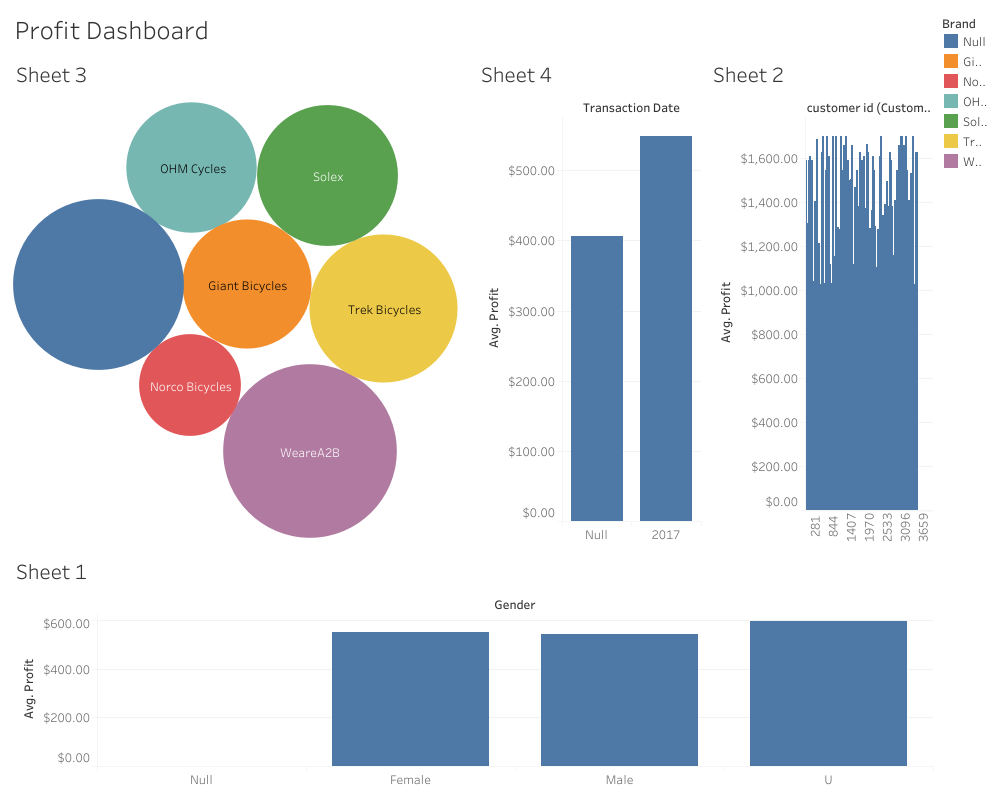 Profit Dashboard
Sheet 3
OHM Cycles
Solex
Giant Bicycles
Trek Bicycles
Norco Bicycles
WeareA2B
Sheet 4
Transaction Date
Avg. Profit
$500.00
$400.00
$300.00
$200.00
$100.00
$0.00
Null
2017
Sheet 2
customer id (Custom..
Avg. Profit
$1,600.00
$1,400.00
$1,200.00
$1,000.00
$800.00
$600.00
$400.00
$200.00
$0.00
281
844
1407
1970
2533
3096
3659
Brand
Null
Gi..
No..
OH..
Sol..
Tr..
W..
Sheet 1
Gender
Avg. Profit
$600.00
$400.00
$200.00
$0.00
Null
Female
Male
U